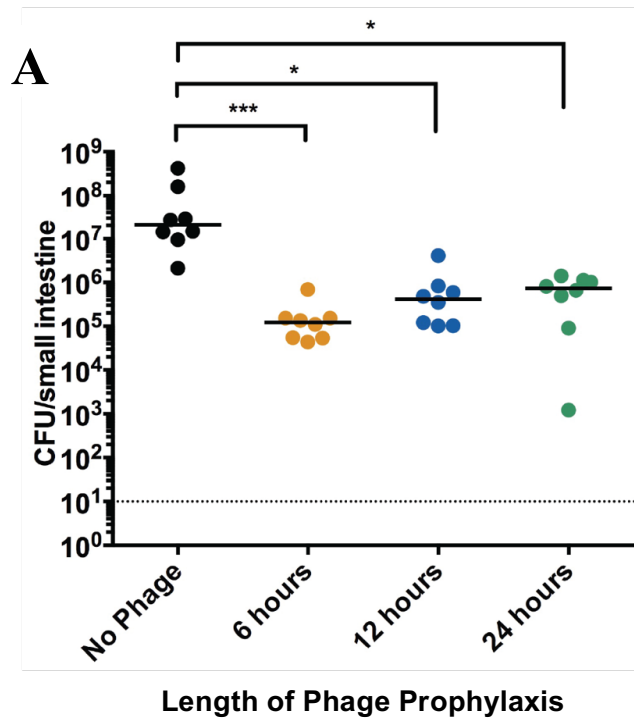 A
*
*
***
10⁹
10⁸
10⁷
10⁶
10⁵
10⁴
10³
10²
10¹
10⁰
CFU/small intestine
No Phage
6 hours
12 hours
24 hours
Length of Phage Prophylaxis